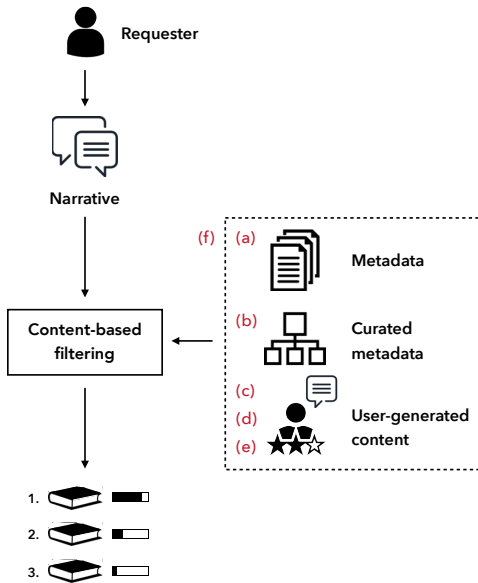 Requester
Narrative
(f)
(a)
Metadata
Content-based
filtering
(b)
Curated
metadata
(c)
(d)
(e)
User-generated
content
1.
2.
3.